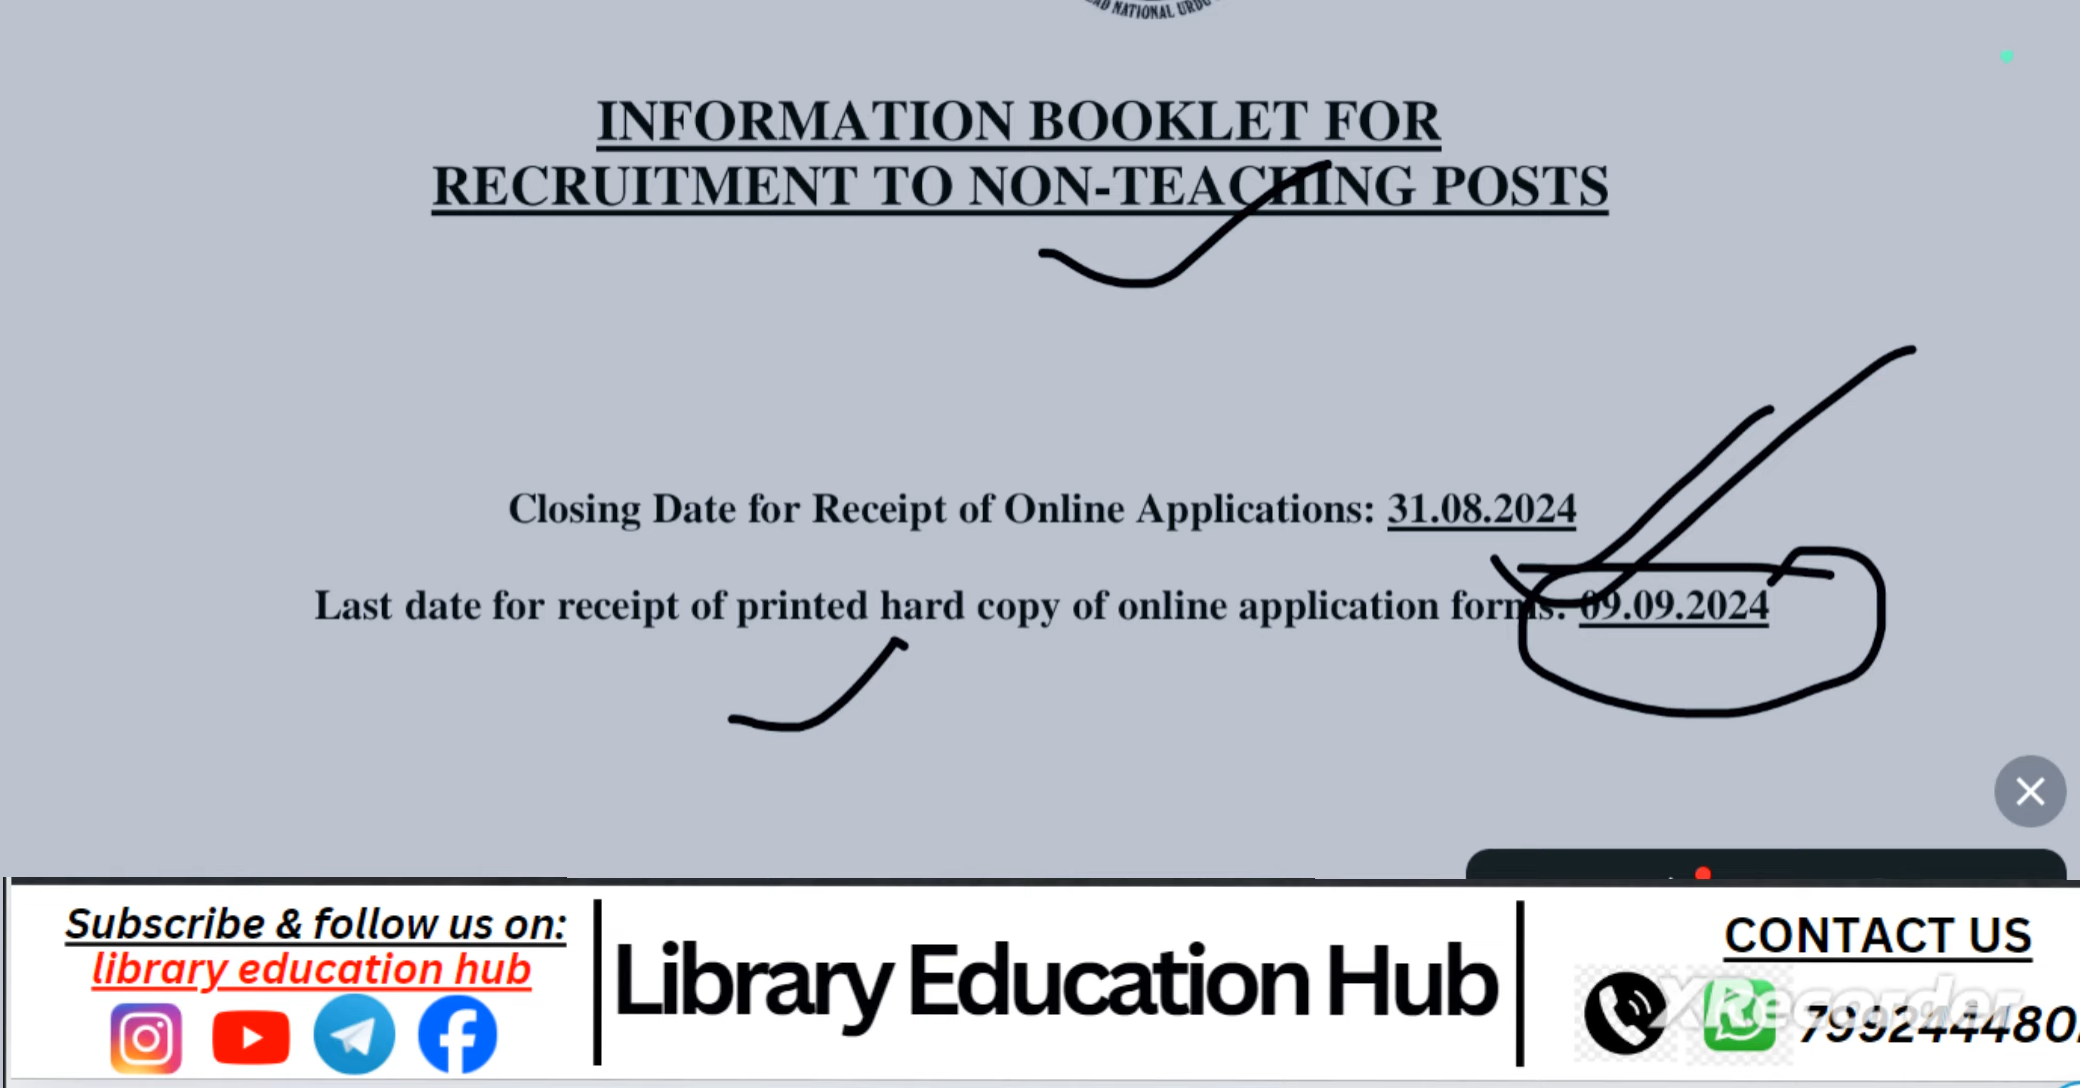 NATIONAL
INFORMATION BOOKLET FOR
RECRUITMENT TO NON-TEACHING POSTS
Closing Date for Receipt of Online Applications: 31.08.2024
Last date for receipt of printed hard copy of online application forms: 09.09.2024
Subscribe & follow us on:
library education hub
Library Education Hub
CONTACT US
XRecorder